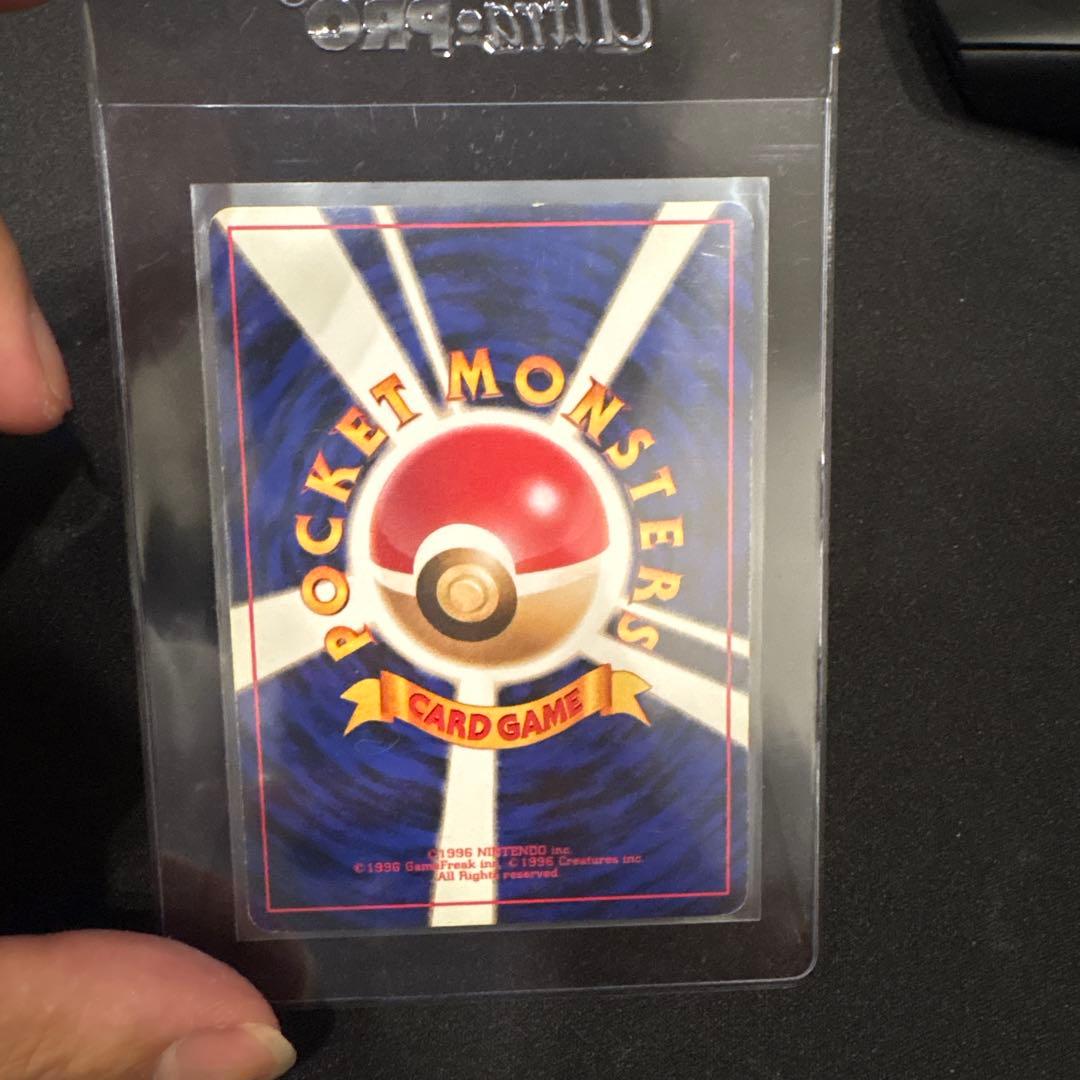 Ultra·PRO®
POCKET MONSTERS
CARD GAME
©1996 NINTENDO inc.
©1996 GameFreak inc. ©1996 Creatures inc.
All Rights reserved